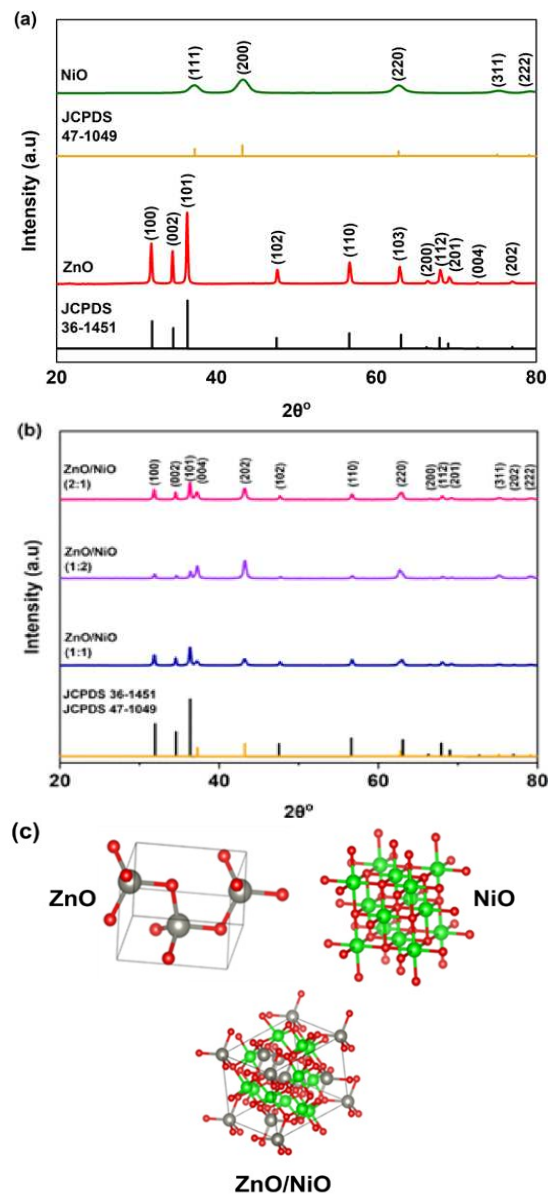 (a)
NiO
(111)
(200)
(220)
(311)
(222)
JCPDS
47-1049
Intensity (a.u)
(100)
(002)
(101)
(102)
(110)
(103)
(200)
(112)
(201)
(004)
(202)
ZnO
JCPDS
36-1451
20
40
60
80
2θº
(b)
ZnO/NiO
(2:1)
(100)
(002)
(101)
(004)
(202)
(102)
(110)
(220)
(200)
(112)
(201)
(311)
(202)
(222)
Intensity (a.u)
ZnO/NiO
(1:2)
ZnO/NiO
(1:1)
JCPDS 36-1451
JCPDS 47-1049
20
40
60
80
2θº
(c)
ZnO
NiO
ZnO/NiO